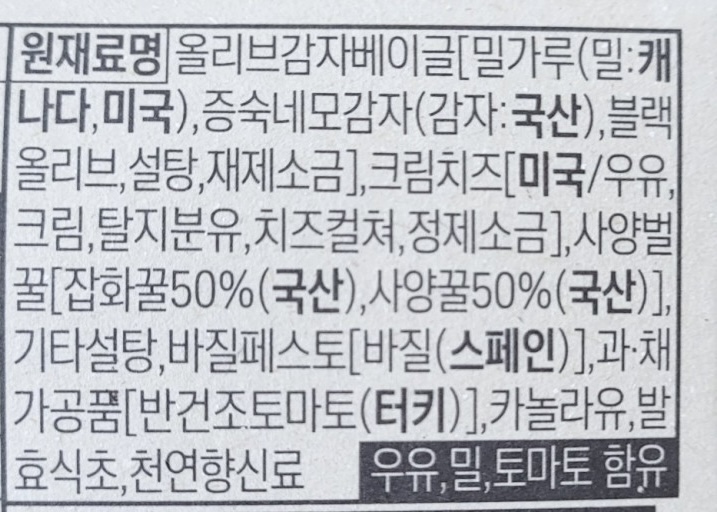 원재료명 올리브감자베이글[밀가루(밀:캐
나다,미국),증숙네모감자(감자:국산),블랙
올리브,설탕,재제소금],크림치즈[미국/우유,
크림,탈지분유,치즈컬쳐,정제소금],사양벌
꿀[잡화꿀50%(국산),사양꿀50%(국산)],
기타설탕,바질페스토[바질(스페인)],과·채
가공품[반건조토마토(터키)],카놀라유,발
효식초,천연향신료 우유,밀,토마토 함유